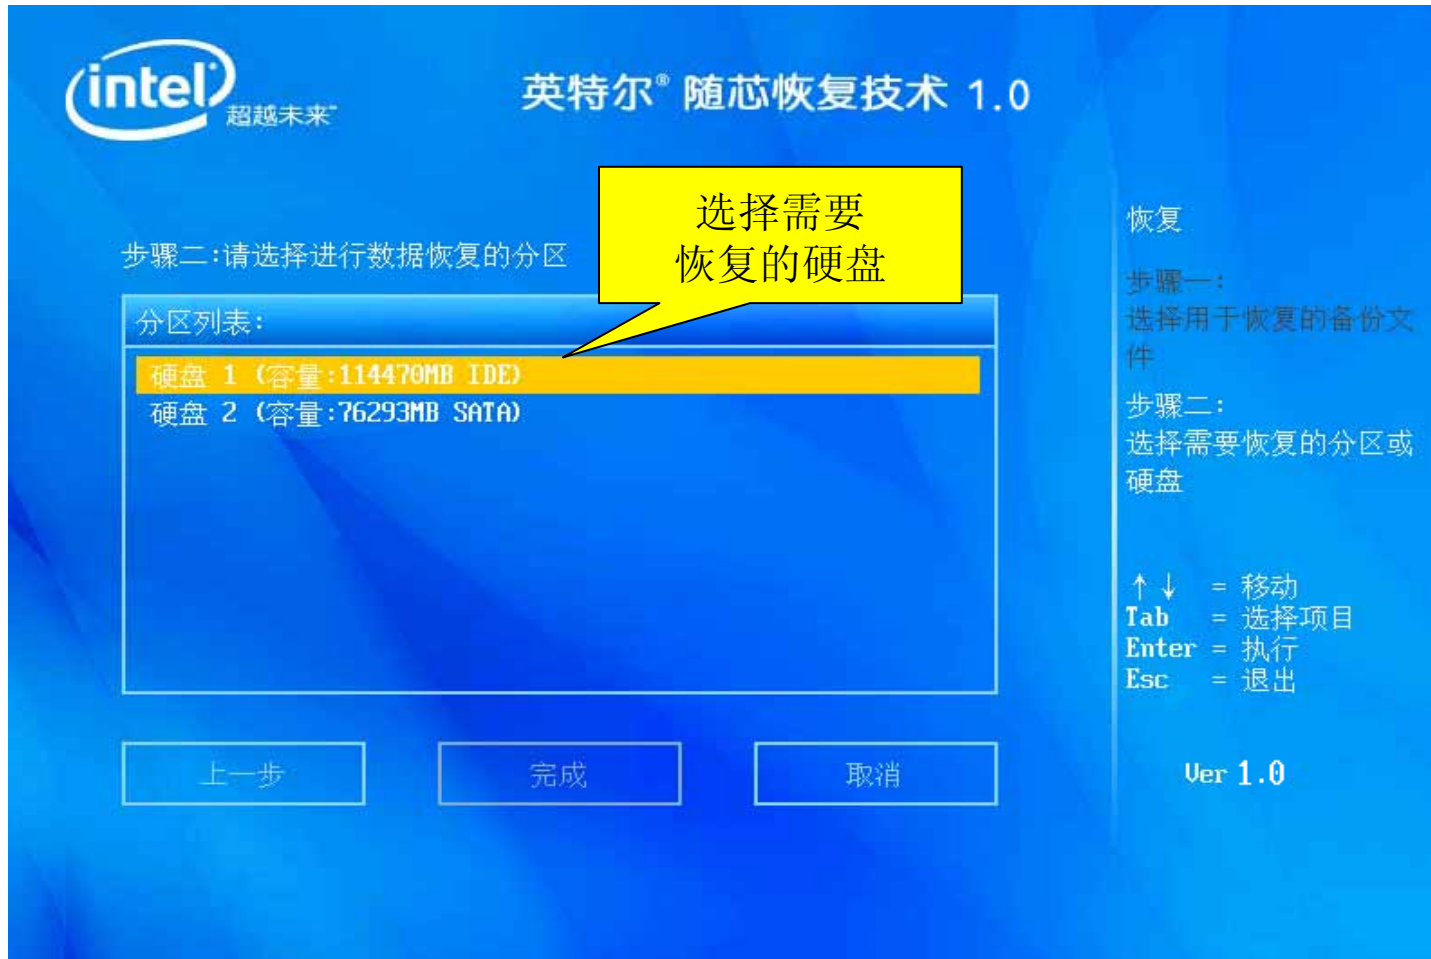 intel
超越未来™
英特尔® 随芯恢复技术 1.0
选择需要
恢复的硬盘
步骤二:请选择进行数据恢复的分区
分区列表:
硬盘 1 (容量:114470MB IDE)
硬盘 2 (容量:76293MB SATA)
上一步
完成
取消
恢复
步骤一:
选择用于恢复的备份文
件
步骤二:
选择需要恢复的分区或
硬盘
↑↓ = 移动
Tab = 选择项目
Enter = 执行
Esc = 退出
Ver 1.0